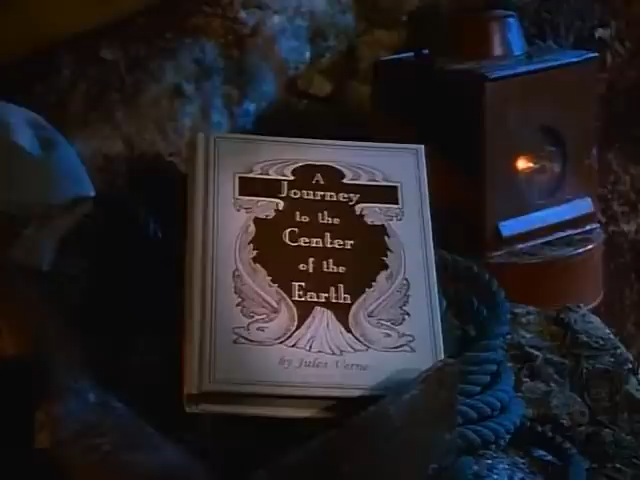 A
Journey
to the
Center
of the
Earth
by Jules Verne